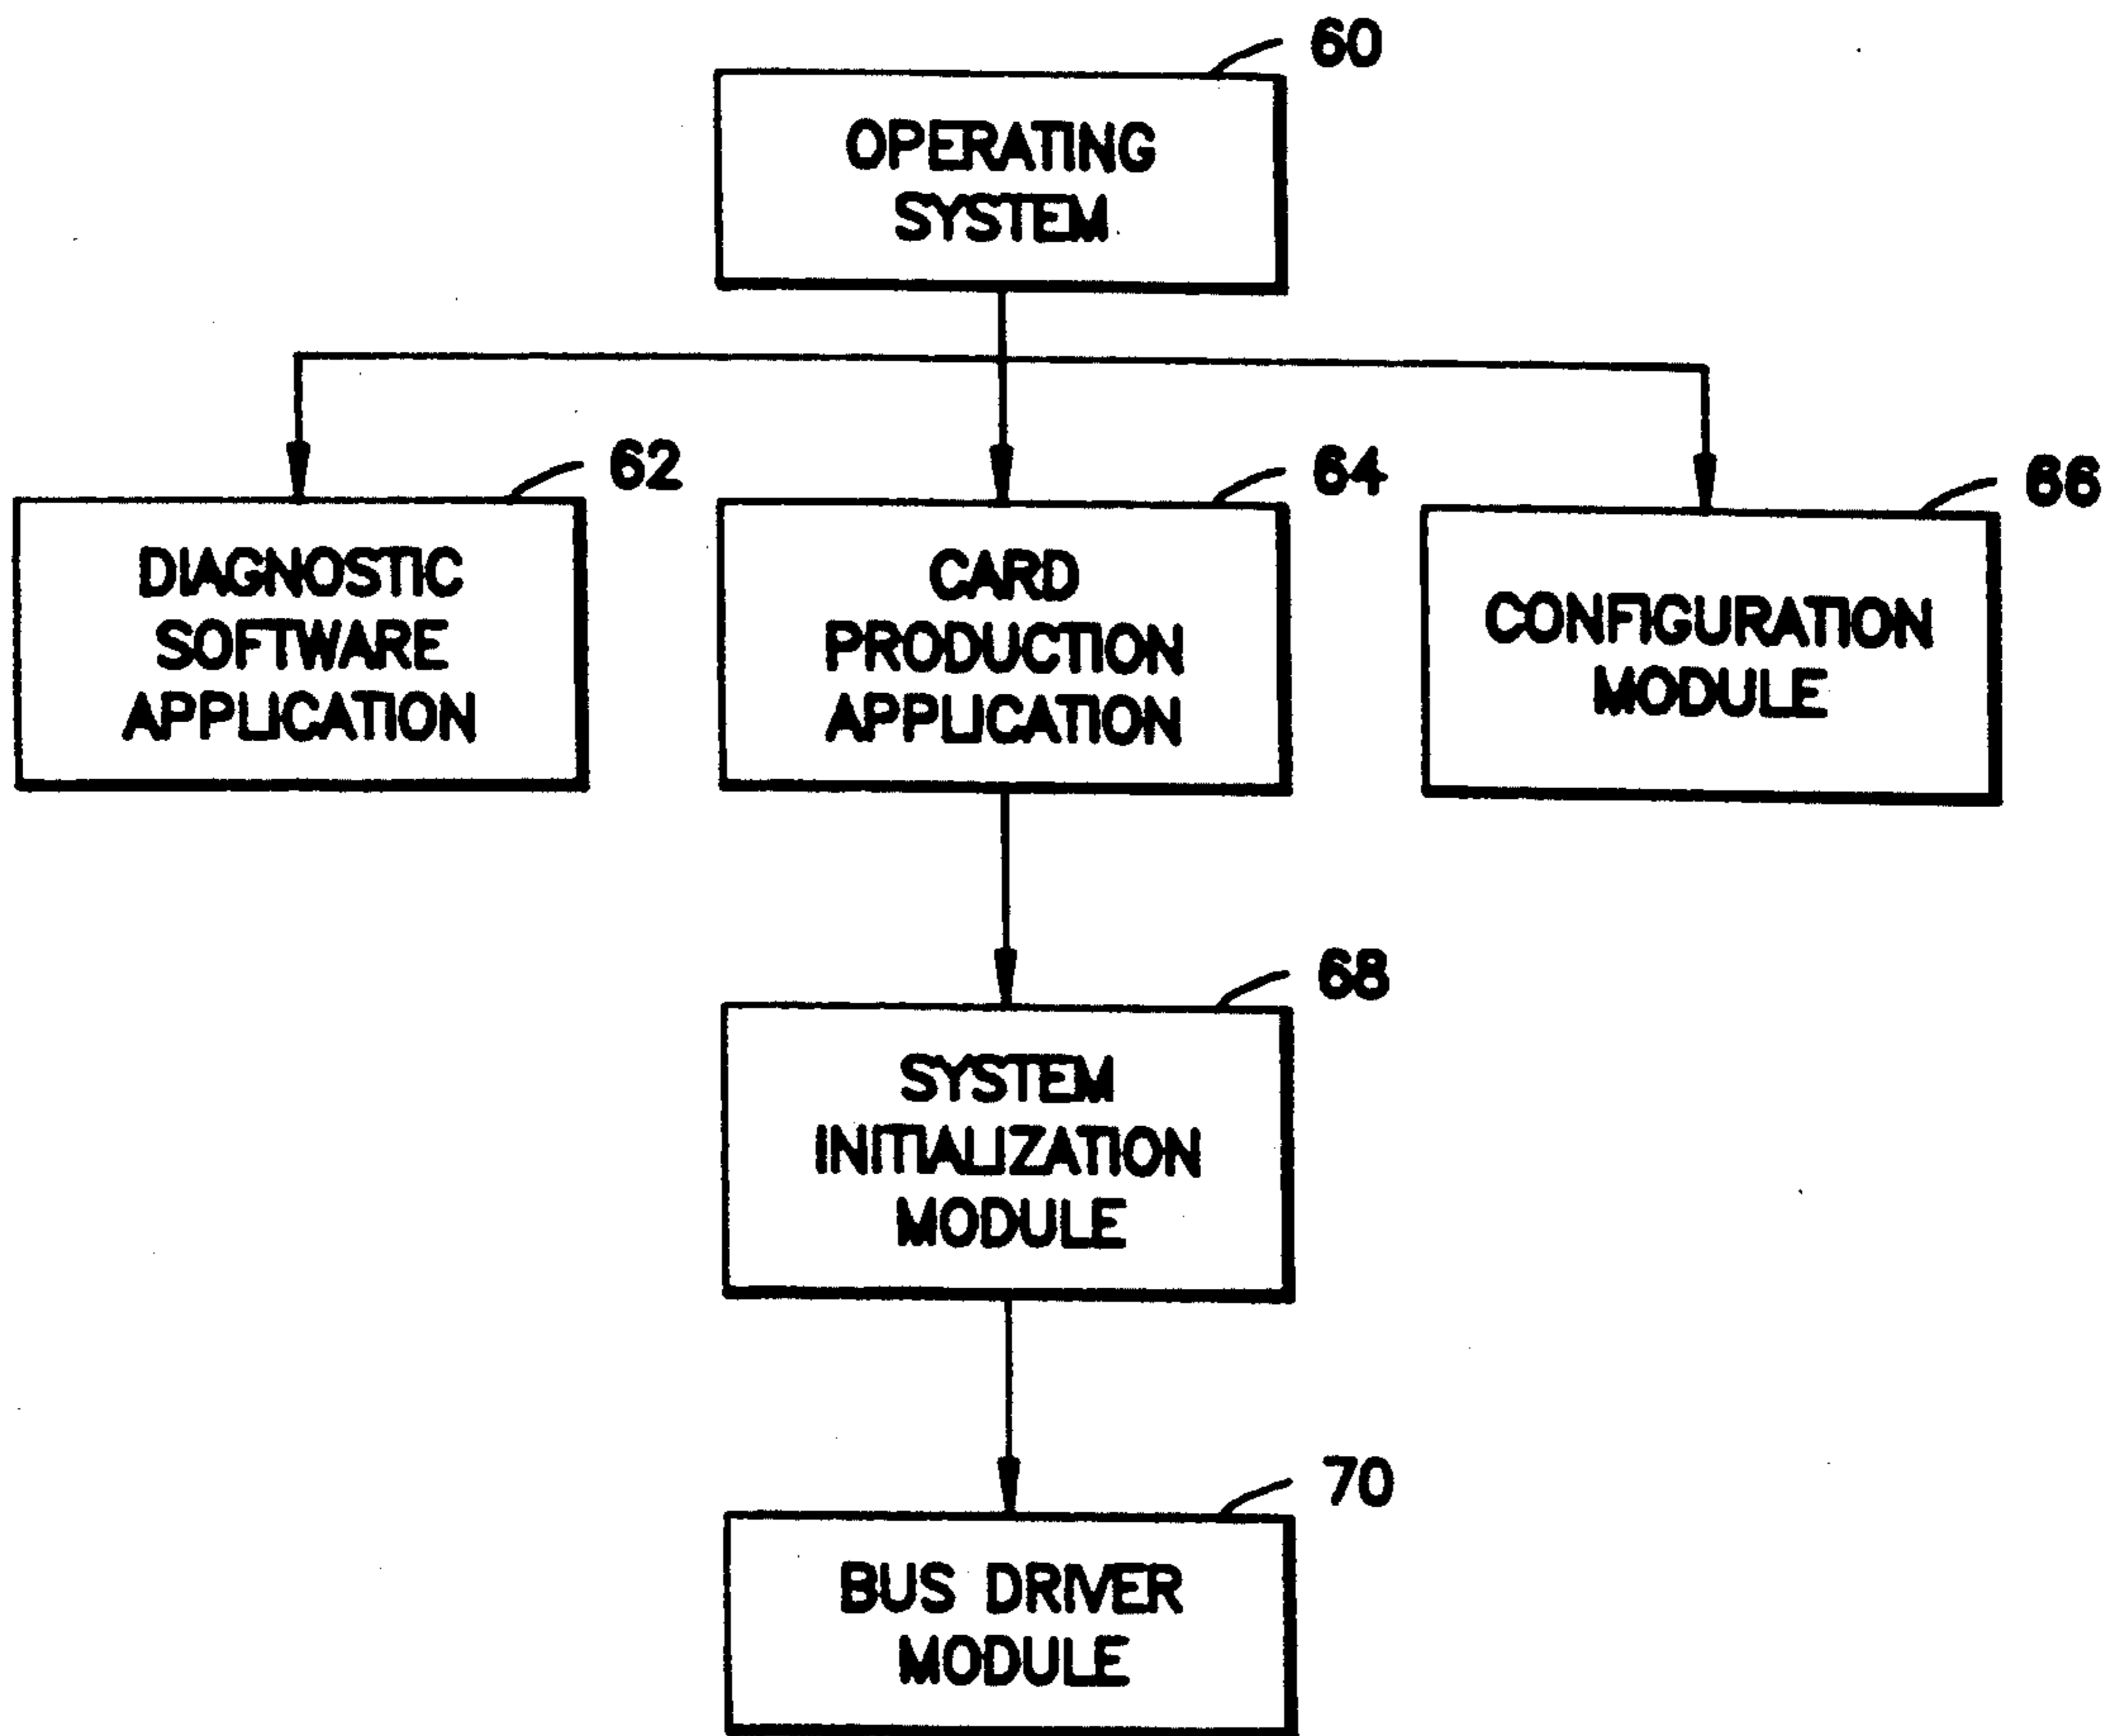 60
OPERATING
SYSTEM
62
64
66
DIAGNOSTIC
SOFTWARE
APPLICATION
CARD
PRODUCTION
APPLICATION
CONFIGURATION
MODULE
68
SYSTEM
INITIALIZATION
MODULE
70
BUS DRIVER
MODULE